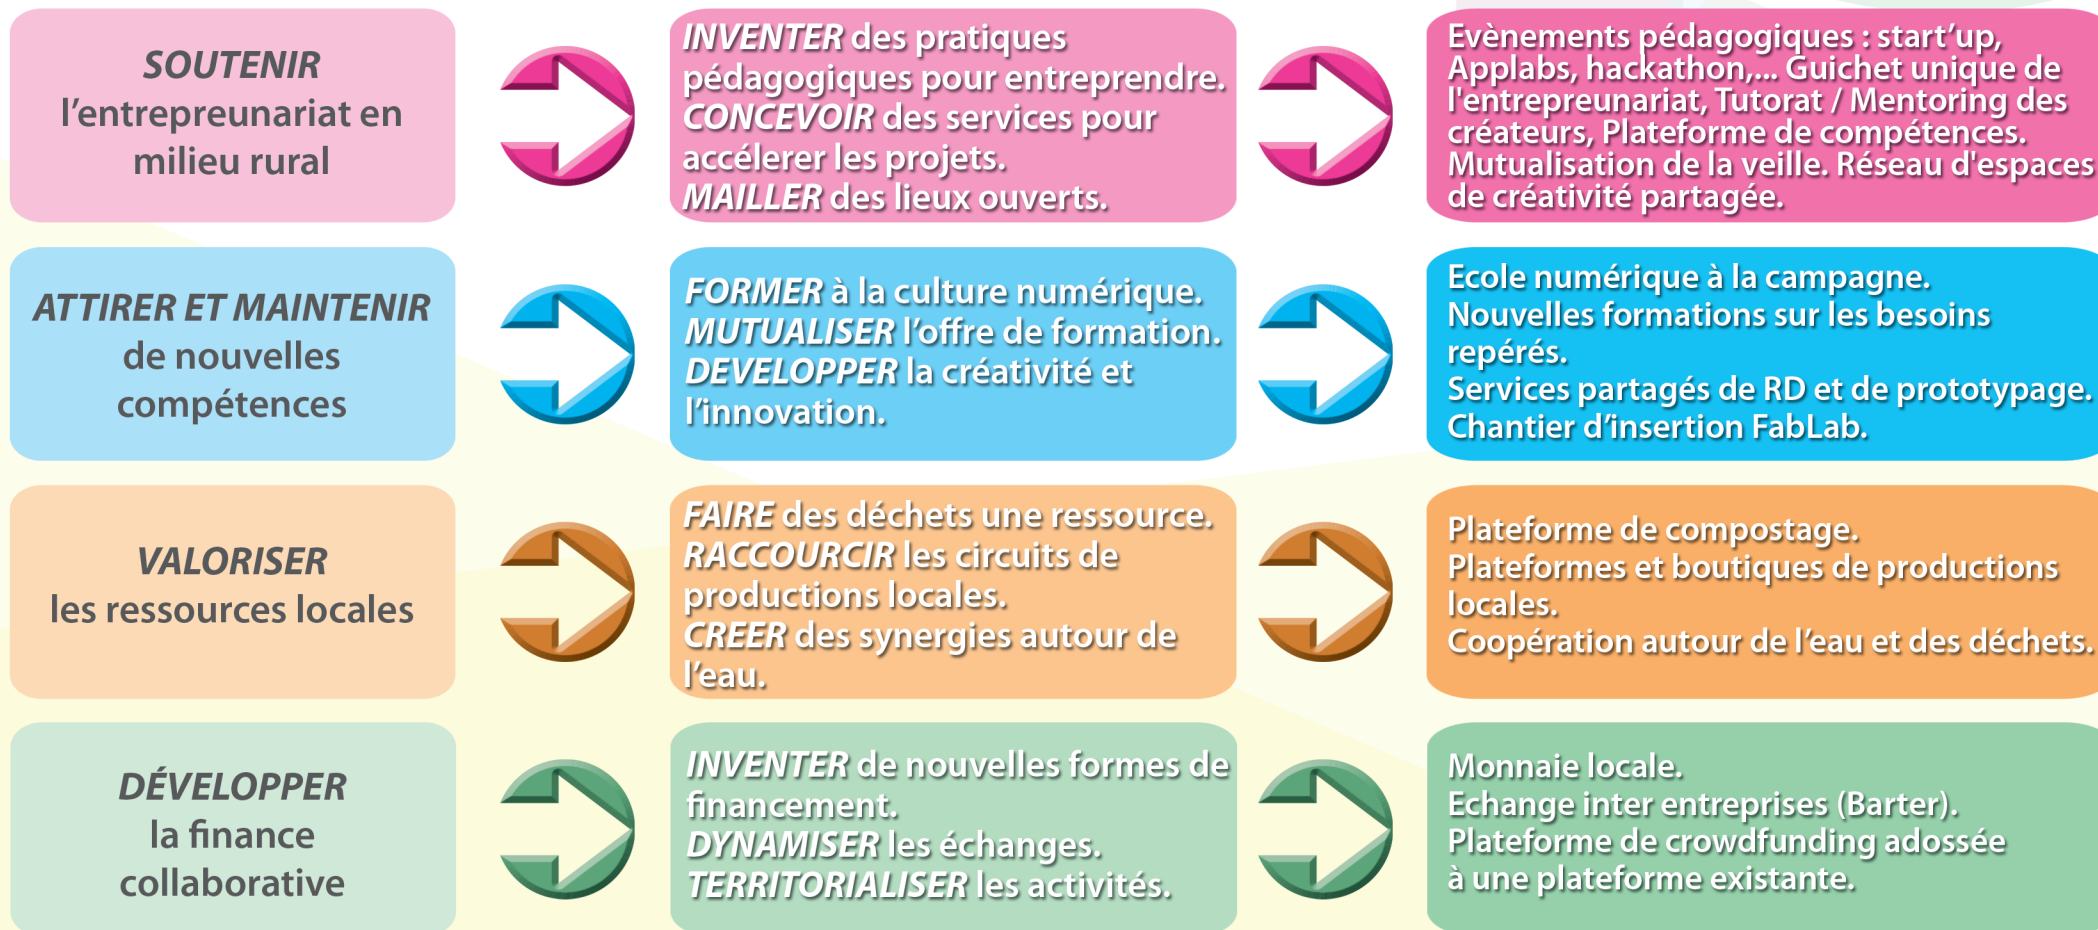 SOUTENIR
l’entrepreunariat en
milieu rural
INVENTER des pratiques
pédagogiques pour entreprendre.
CONCEVOIR des services pour
accélerer les projets.
MAILLER des lieux ouverts.
Evènements pédagogiques : start’up,
Applabs, hackathon,... Guichet unique de
l'entrepreunariat, Tutorat / Mentoring des
créateurs, Plateforme de compétences.
Mutualisation de la veille. Réseau d'espaces
de créativité partagée.
ATTIRER ET MAINTENIR
de nouvelles
compétences
FORMER à la culture numérique.
MUTUALISER l’offre de formation.
DEVELOPPER la créativité et
l’innovation.
Ecole numérique à la campagne.
Nouvelles formations sur les besoins
repérés.
Services partagés de RD et de prototypage.
Chantier d’insertion FabLab.
VALORISER
les ressources locales
FAIRE des déchets une ressource.
RACCOURCIR les circuits de
productions locales.
CREER des synergies autour de
l’eau.
Plateforme de compostage.
Plateformes et boutiques de productions
locales.
Coopération autour de l’eau et des déchets.
DÉVELOPPER
la finance
collaborative
INVENTER de nouvelles formes de
financement.
DYNAMISER les échanges.
TERRITORIALISER les activités.
Monnaie locale.
Echange inter entreprises (Barter).
Plateforme de crowdfunding adossée
à une plateforme existante.